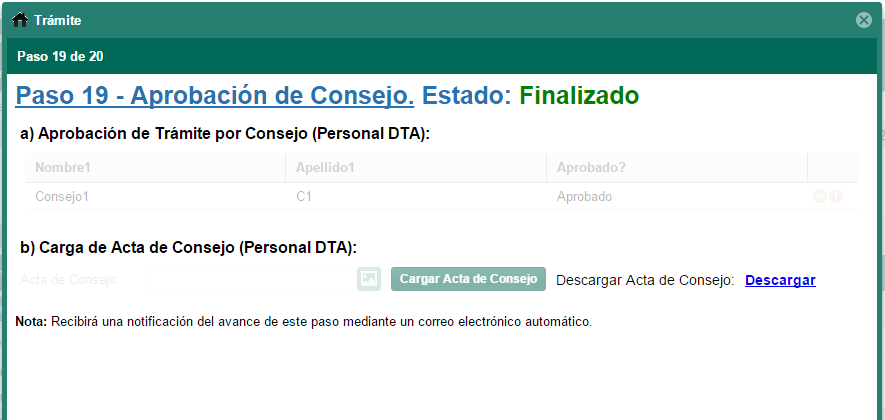 Trámite
Paso 19 de 20
Paso 19 - Aprobación de Consejo. Estado: Finalizado
a) Aprobación de Trámite por Consejo (Personal DTA):
Nombre1 Apellido1 Aprobado?
Consejo1 C1 Aprobado
b) Carga de Acta de Consejo (Personal DTA):
Acta de Consejo: Cargar Acta de Consejo Descargar Acta de Consejo: Descargar
Nota: Recibirá una notificación del avance de este paso mediante un correo electrónico automático.